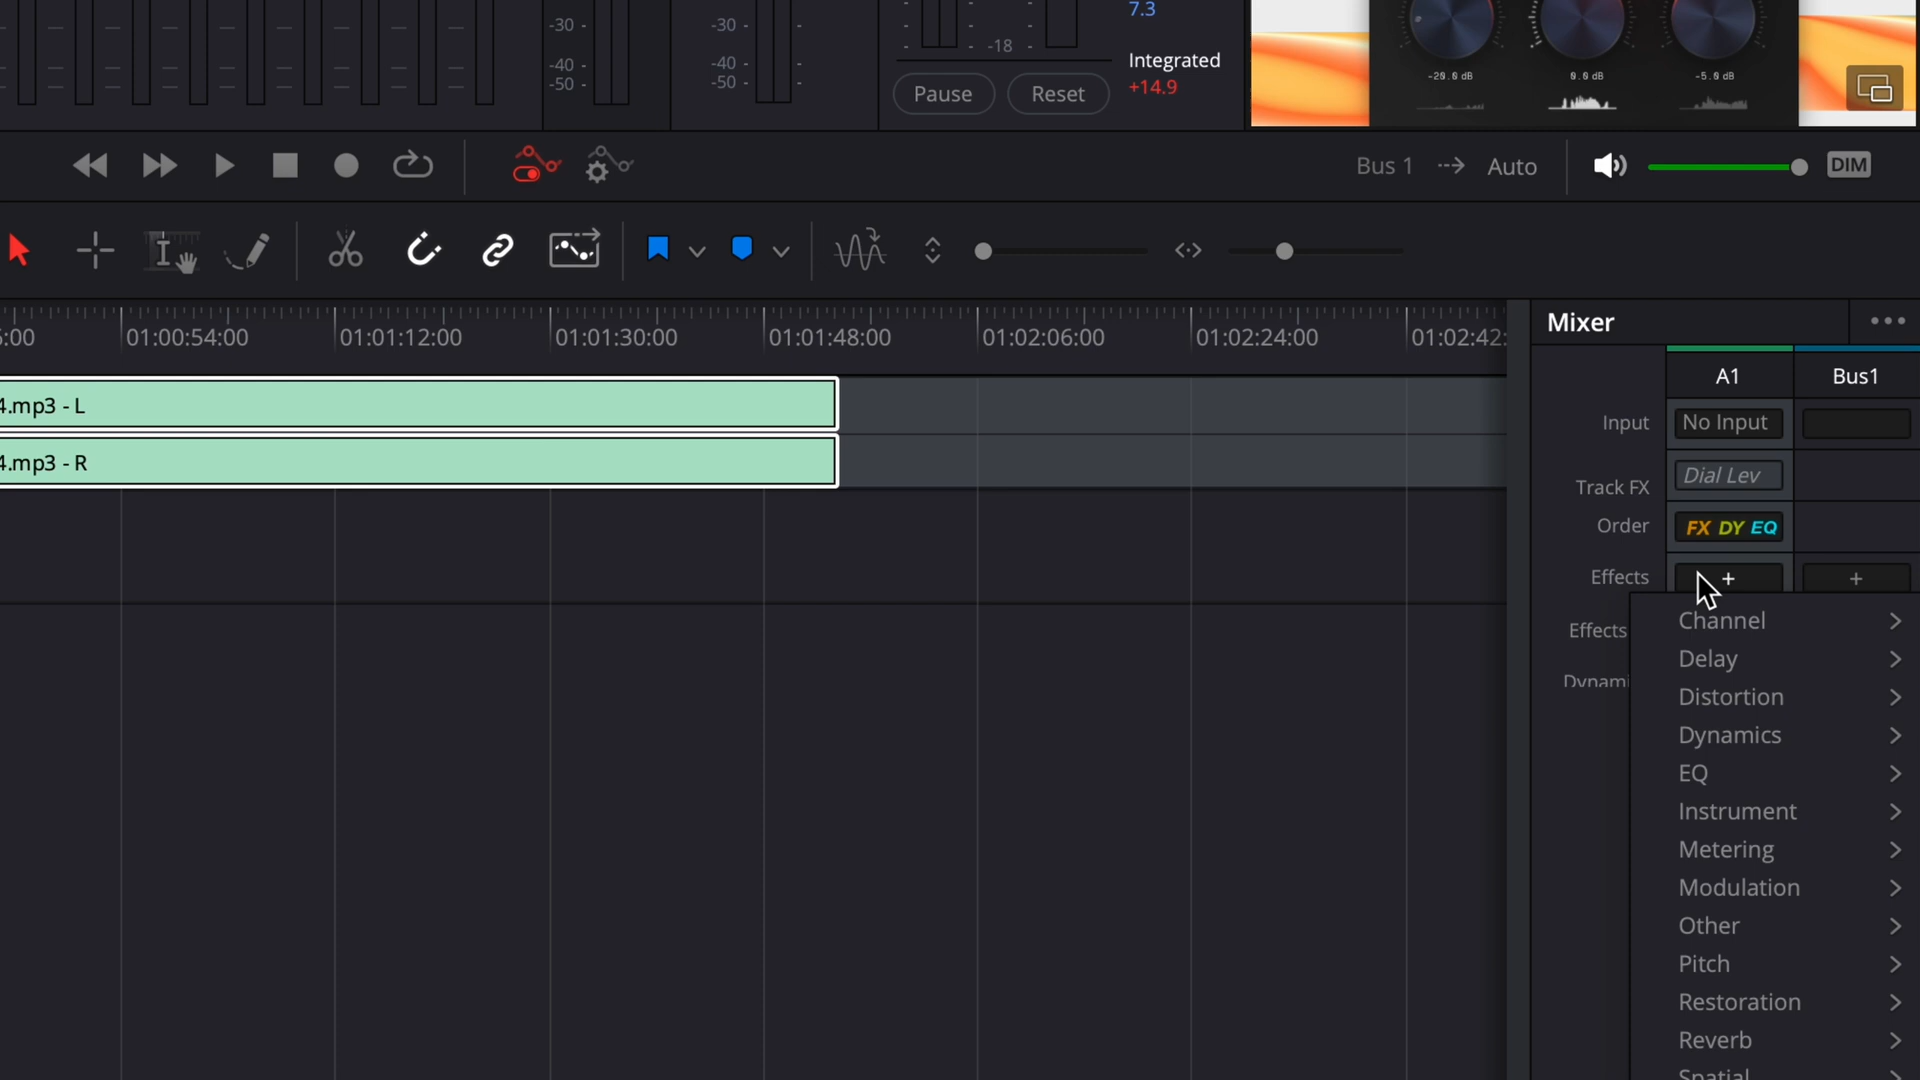 -30 -
-40 -
-50 -
-30 -
-40 -
-50 -
- -18 -
Pause
Reset
7.3
Integrated
+14.9
-20.0 dB
0.0 dB
-5.0 dB
Bus 1
Auto
DIM
01:00:54:00
01:01:12:00
01:01:30:00
01:01:48:00
01:02:06:00
01:02:24:00
01:02:42:
4.mp3 - L
4.mp3 - R
Mixer
A1
Bus1
Input
No Input
Track FX
Dial Lev
Order
FX DY EQ
Effects
+
+
Effects
Dynami
Channel
Delay
Distortion
Dynamics
EQ
Instrument
Metering
Modulation
Other
Pitch
Restoration
Reverb
Spatial